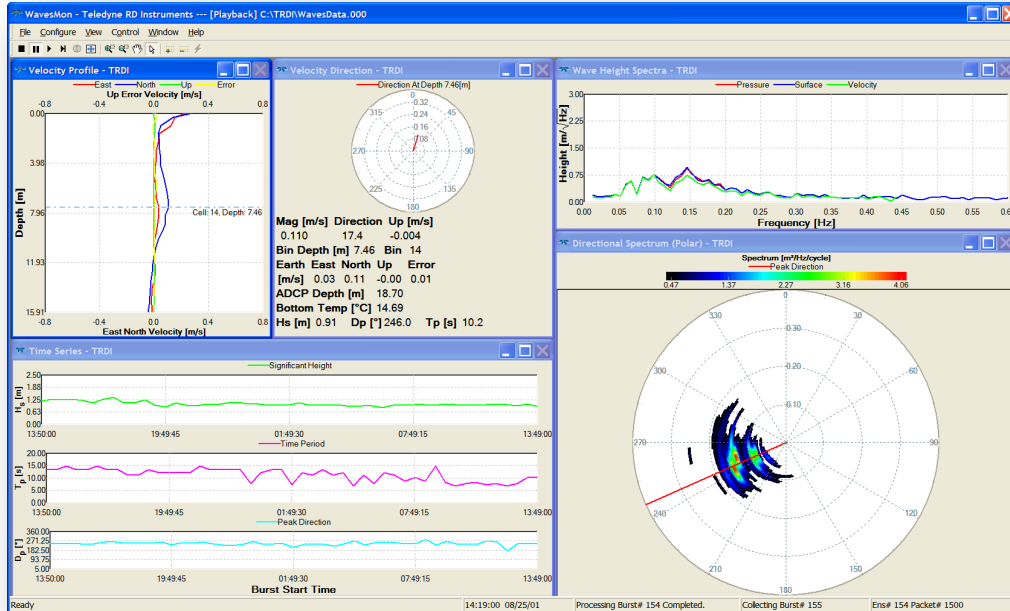 WavesMon - Teledyne RD Instruments --- [Playback] C:\TRDI\WavesData.000
File Configure View Control Window Help
Velocity Profile - TRDI
East North Up Error
Up Error Velocity [m/s]
-0.8 -0.4 0.0 0.4 0.8
0.00
3.98
7.96
11.93
15.91
Depth [m]
Cell: 14, Depth: 7.46
-0.8 -0.4 0.0 0.4 0.8
East North Velocity [m/s]
Velocity Direction - TRDI
Direction At Depth 7.46[m]
0
45
90
135
180
225
270
315
0.32
0.24
0.16
0.08
Mag [m/s] Direction Up [m/s]
0.110 17.4 -0.004
Bin Depth [m] 7.46 Bin 14
Earth East North Up Error
[m/s] 0.03 0.11 -0.00 0.01
ADCP Depth [m] 18.70
Bottom Temp [°C] 14.69
Hs [m] 0.91 Dp [°] 246.0 Tp [s] 10.2
Wave Height Spectra - TRDI
Pressure Surface Velocity
Height [m/√Hz]
3.00
2.25
1.50
0.75
0.00
0.00 0.05 0.10 0.15 0.20 0.25 0.30 0.35 0.40 0.45 0.50 0.55 0.6
Frequency [Hz]
Directional Spectrum (Polar) - TRDI
Spectrum [m²/Hz/cycle]
Peak Direction
0.47 1.37 2.27 3.16 4.06
0
30
60
90
120
150
180
210
240
270
300
330
0.30
0.20
0.10
Time Series - TRDI
Significant Height
Hs [m]
2.50
1.88
1.25
0.63
0.00
13:50:00 19:49:45 01:49:30 07:49:15 13:49:00
Time Period
Tp [s]
20.00
15.00
10.00
5.00
0.00
13:50:00 19:49:45 01:49:30 07:49:15 13:49:00
Peak Direction
Dp [°]
360.00
271.25
182.50
93.75
5.00
13:50:00 19:49:45 01:49:30 07:49:15 13:49:00
Burst Start Time
Ready
14:19:00 08/25/01
Processing Burst# 154 Completed.
Collecting Burst# 155
Ens# 154 Packet# 1500